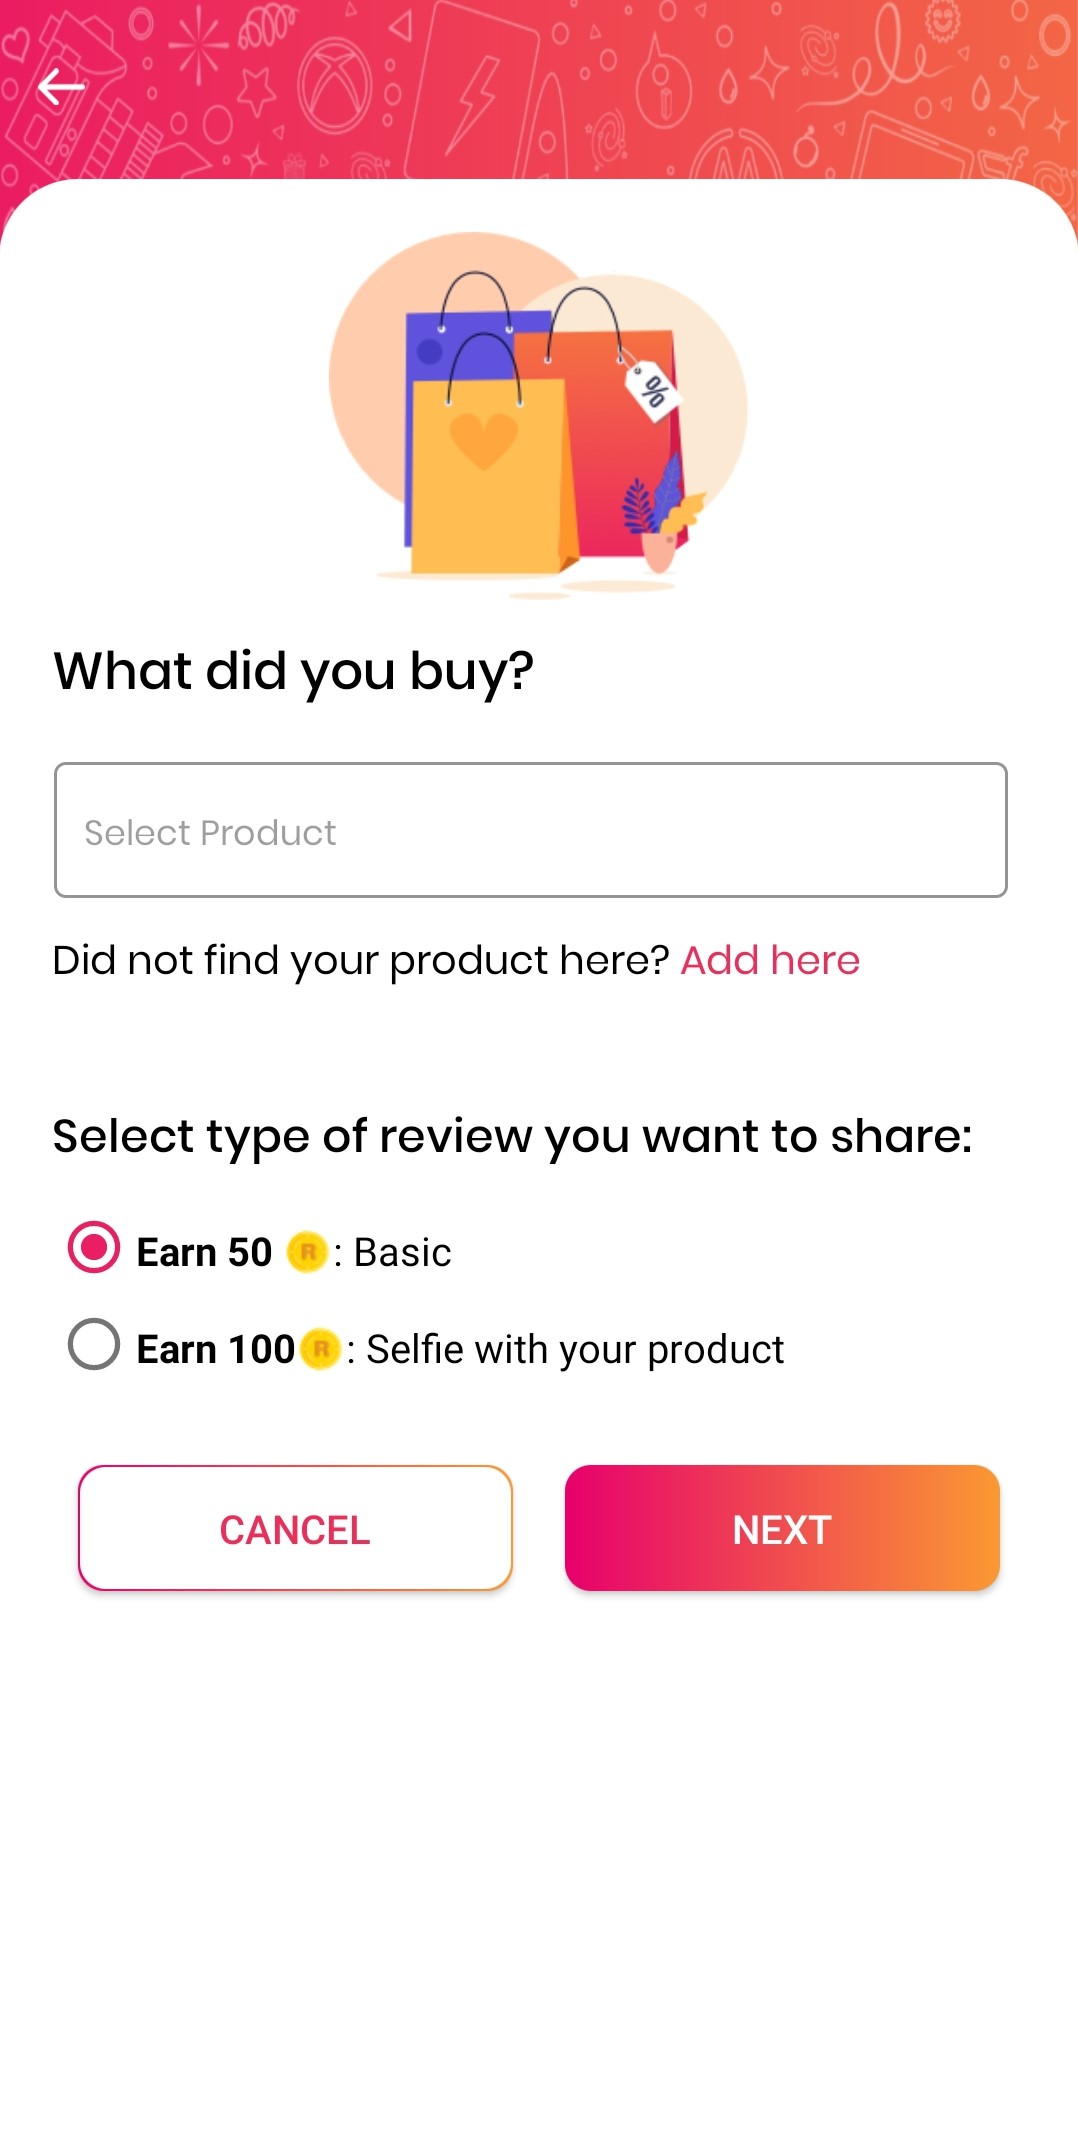 %
What did you buy?
Select Product
Did not find your product here? Add here
Select type of review you want to share:
Earn 50 R : Basic
Earn 100 R : Selfie with your product
CANCEL
NEXT